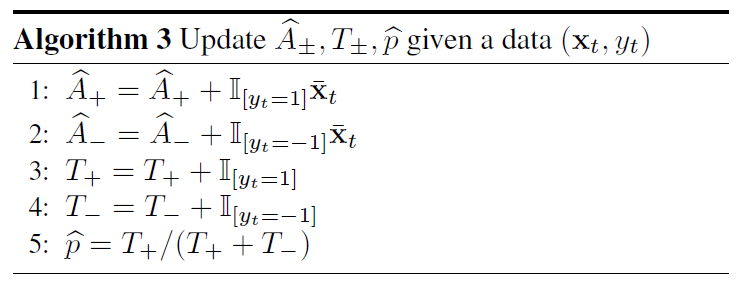 Algorithm 3 Update Â±, T±, p̂ given a data (xₜ, yₜ)
1: Â₊ = Â₊ + 𝕀[yₜ=1]x̄ₜ
2: Â₋ = Â₋ + 𝕀[yₜ=−1]x̄ₜ
3: T₊ = T₊ + 𝕀[yₜ=1]
4: T₋ = T₋ + 𝕀[yₜ=−1]
5: p̂ = T₊/(T₊ + T₋)